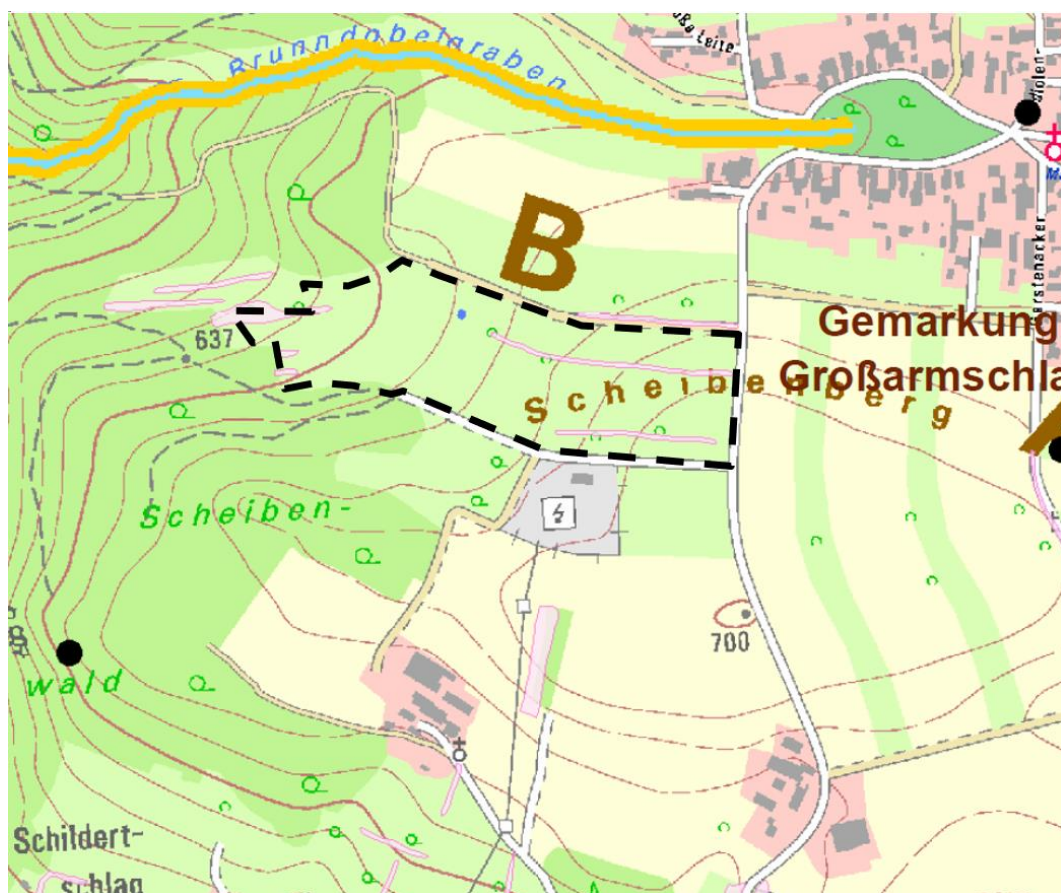 Brunndobelgraben
B
637
Gemarkung
Großarmschla
Scheibenberg
Scheiben-
wald
700
Schildert-
schlag